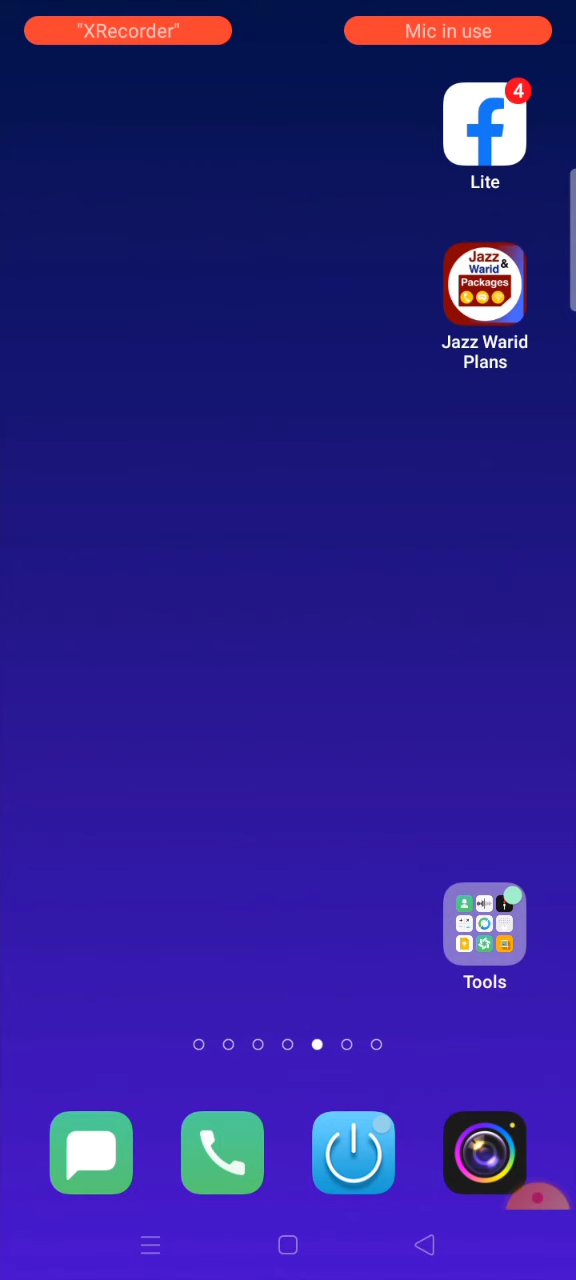 "XRecorder"
Mic in use
4
Lite
Jazz
&
Warid
Packages
Jazz Warid
Plans
Tools